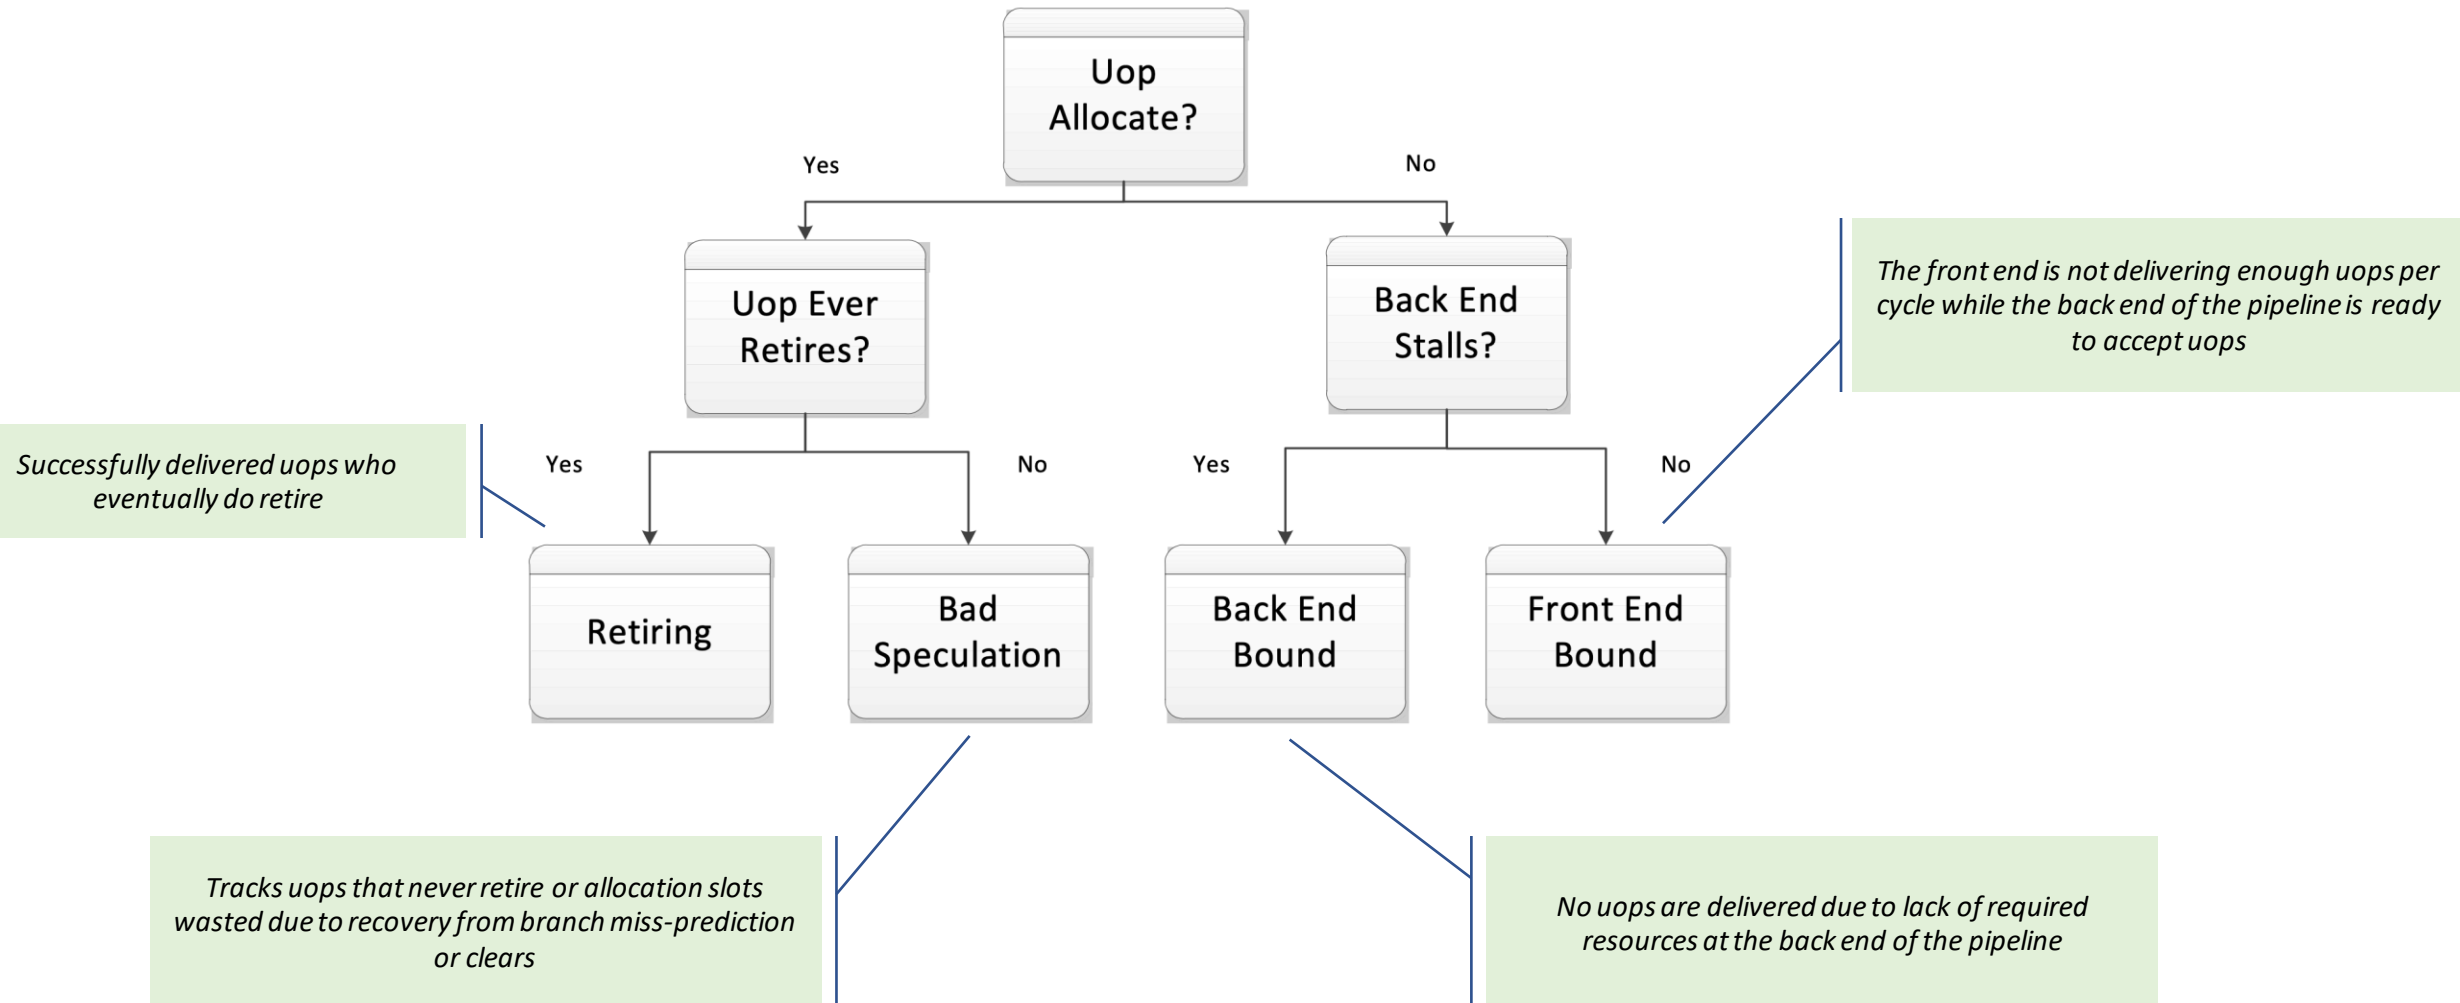 Uop
Allocate?
Yes
No
Uop Ever
Retires?
Back End
Stalls?
The front end is not delivering enough uops per
cycle while the back end of the pipeline is ready
to accept uops
Successfully delivered uops who
eventually do retire
Yes
No
Yes
No
Retiring
Bad
Speculation
Back End
Bound
Front End
Bound
Tracks uops that never retire or allocation slots
wasted due to recovery from branch miss-prediction
or clears
No uops are delivered due to lack of required
resources at the back end of the pipeline